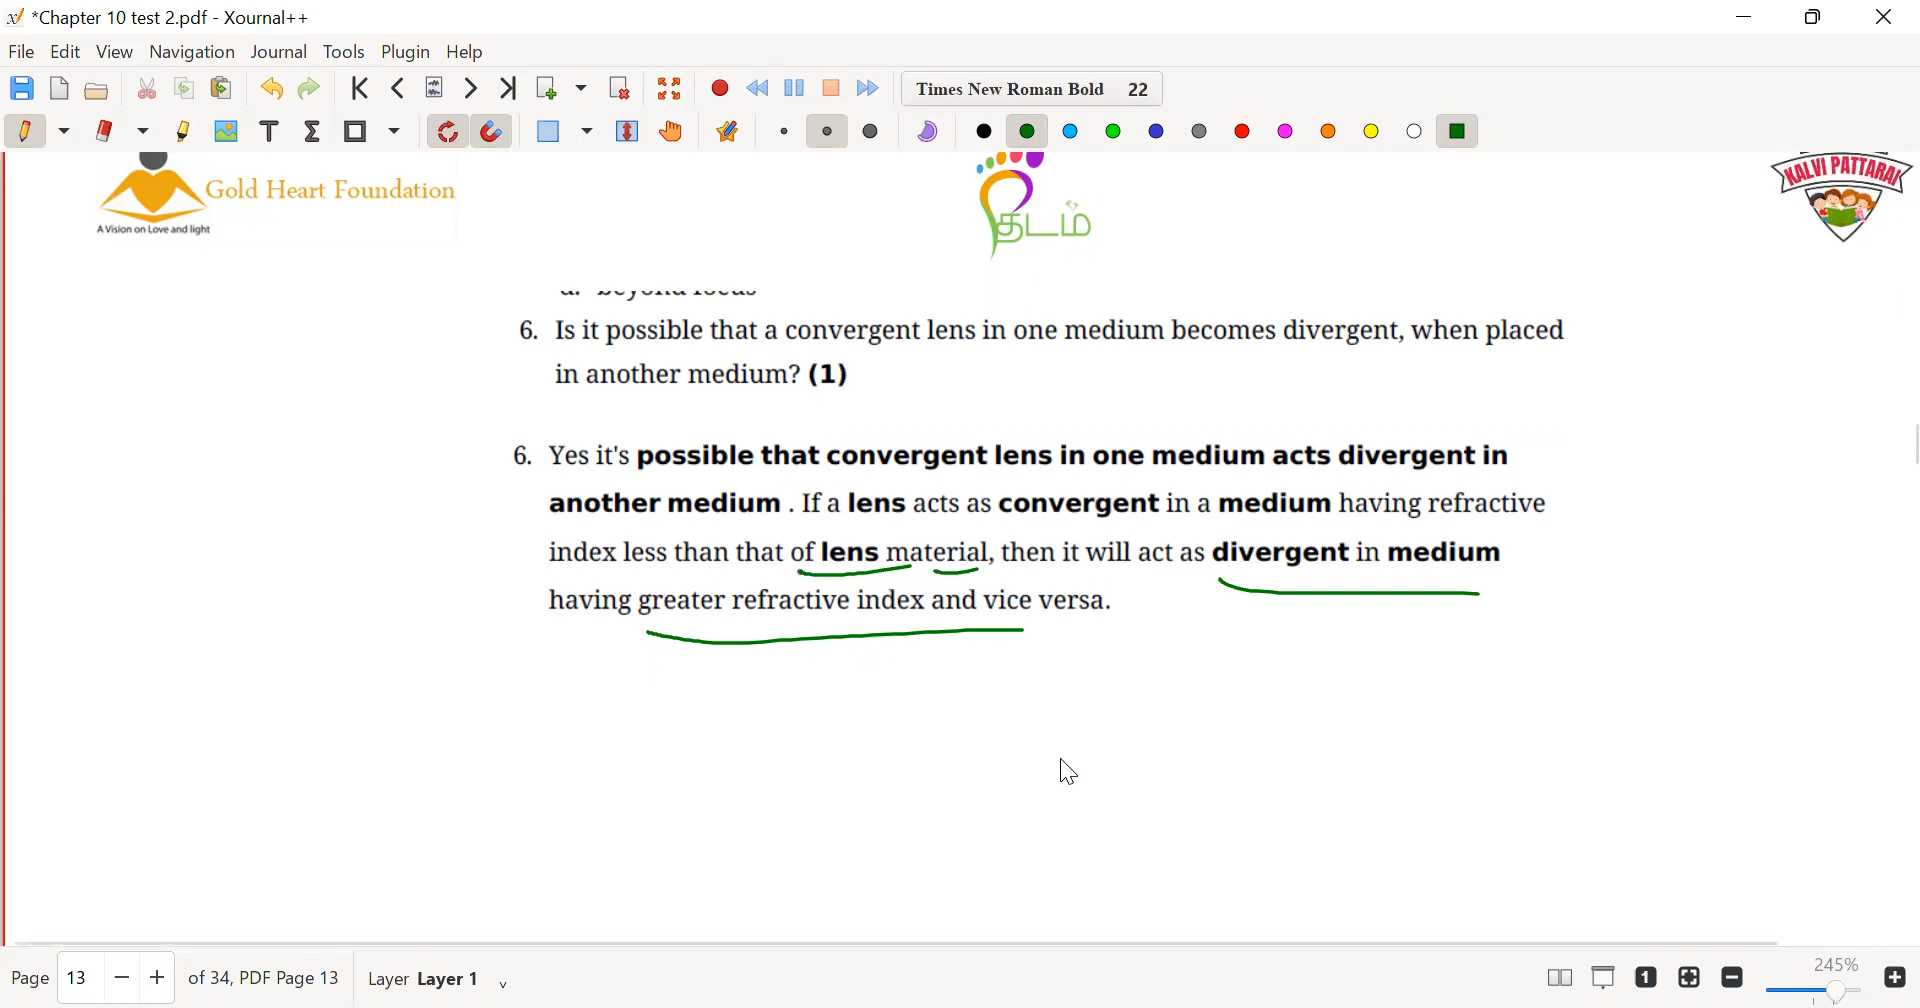 *Chapter 10 test 2.pdf - Xournal++
File Edit View Navigation Journal Tools Plugin Help
Times New Roman Bold 22
Gold Heart Foundation
A Vision on Love and light
தடம்
KALVI PATTARAI
6. Is it possible that a convergent lens in one medium becomes divergent, when placed
in another medium? (1)
6. Yes it's possible that convergent lens in one medium acts divergent in
another medium . If a lens acts as convergent in a medium having refractive
index less than that of lens material, then it will act as divergent in medium
having greater refractive index and vice versa.
245%
Page 13 of 34, PDF Page 13 Layer Layer 1